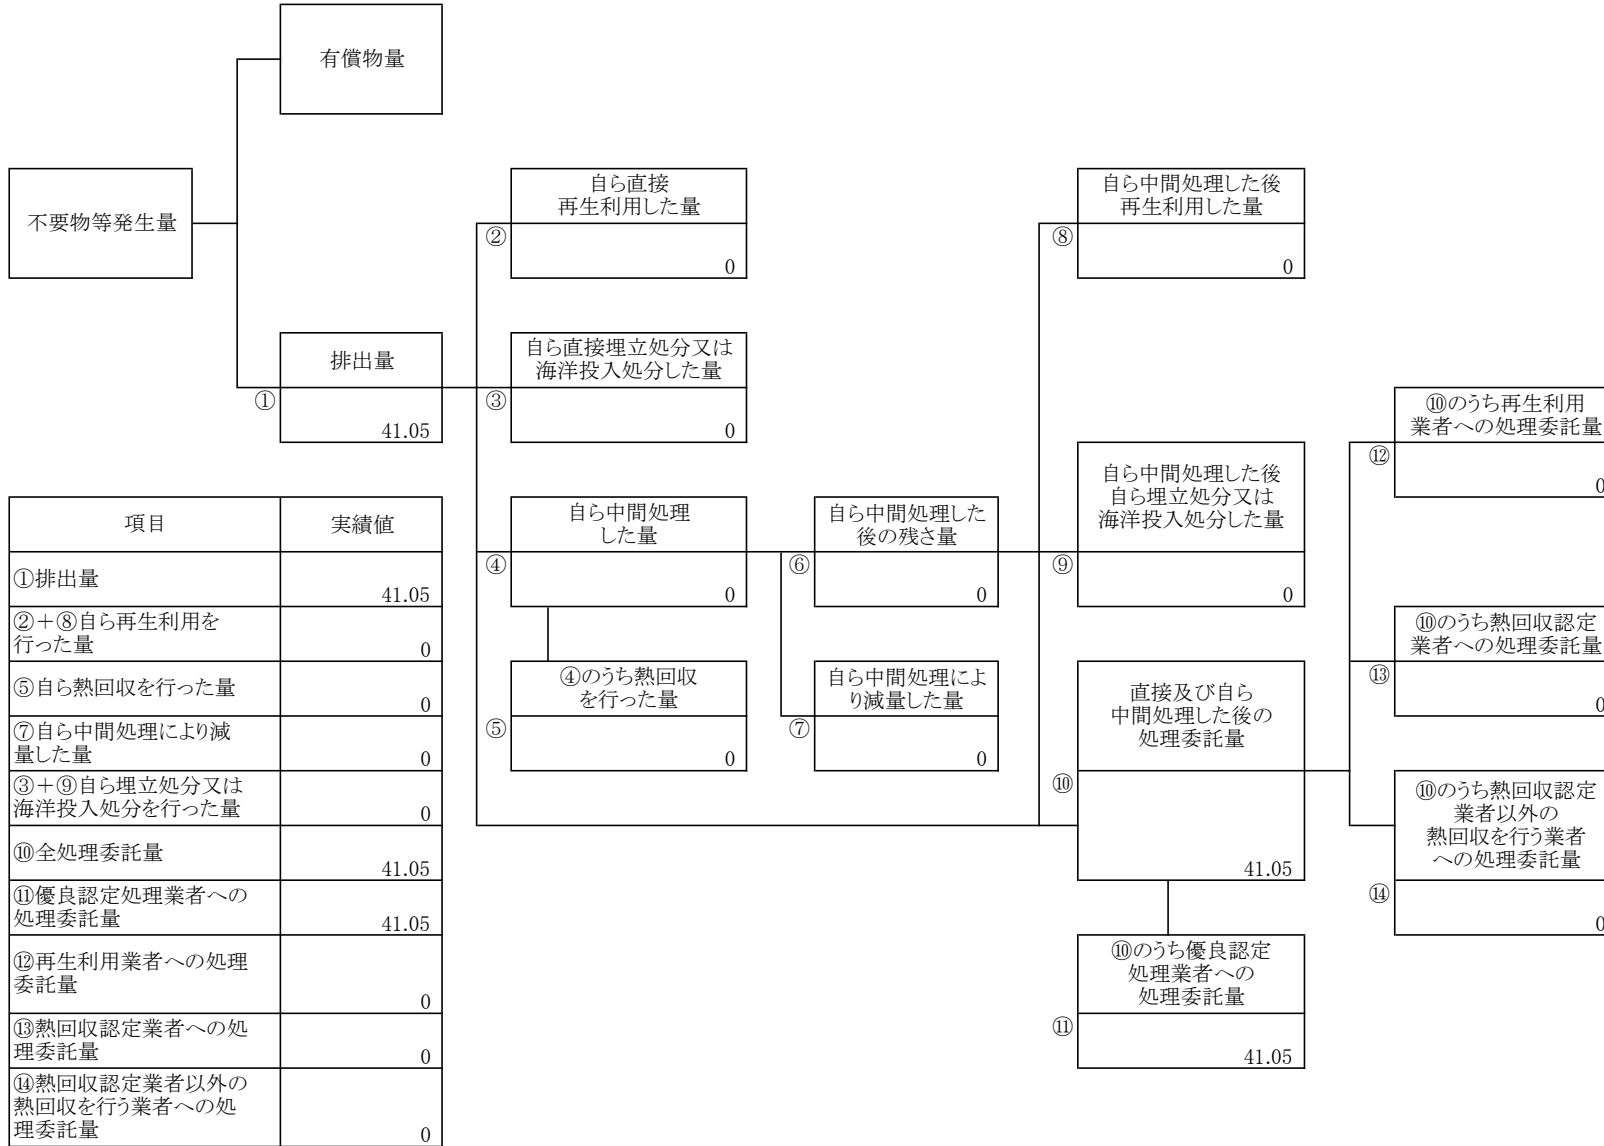 有償物量
不要物等発生量
排出量
①
41.05
自ら直接
再生利用した量
②
0
自ら直接埋立処分又は
海洋投入処分した量
③
0
自ら中間処理
した量
④
0
④のうち熱回収
を行った量
⑤
0
自ら中間処理した
後の残さ量
⑥
0
自ら中間処理によ
り減量した量
⑦
0
自ら中間処理した後
再生利用した量
⑧
0
自ら中間処理した後
自ら埋立処分又は
海洋投入処分した量
⑨
0
直接及び自ら
中間処理した後の
処理委託量
⑩
41.05
⑩のうち優良認定
処理業者への
処理委託量
⑪
41.05
⑩のうち再生利用
業者への処理委託量
⑫
0
⑩のうち熱回収認定
業者への処理委託量
⑬
0
⑩のうち熱回収認定
業者以外の
熱回収を行う業者
への処理委託量
⑭
0
項目 実績値
①排出量 41.05
②+⑧自ら再生利用を
行った量 0
⑤自ら熱回収を行った量 0
⑦自ら中間処理により減
量した量 0
③+⑨自ら埋立処分又は
海洋投入処分を行った量 0
⑩全処理委託量 41.05
⑪優良認定処理業者への
処理委託量 41.05
⑫再生利用業者への処理
委託量 0
⑬熱回収認定業者への処
理委託量 0
⑭熱回収認定業者以外の
熱回収を行う業者への処
理委託量 0